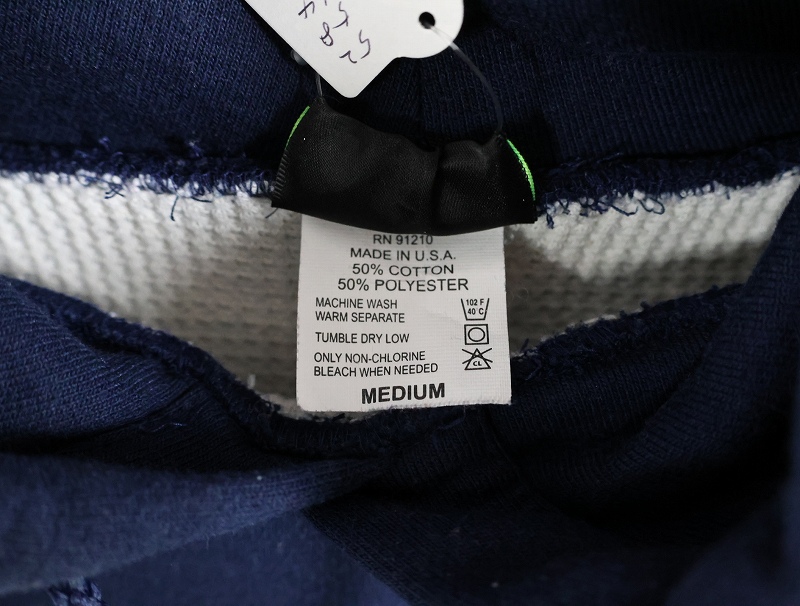 RN 91210
MADE IN U.S.A.
50% COTTON
50% POLYESTER
MACHINE WASH
WARM SEPARATE
102 F
40°C
TUMBLE DRY LOW
ONLY NON-CHLORINE
BLEACH WHEN NEEDED
CL
MEDIUM